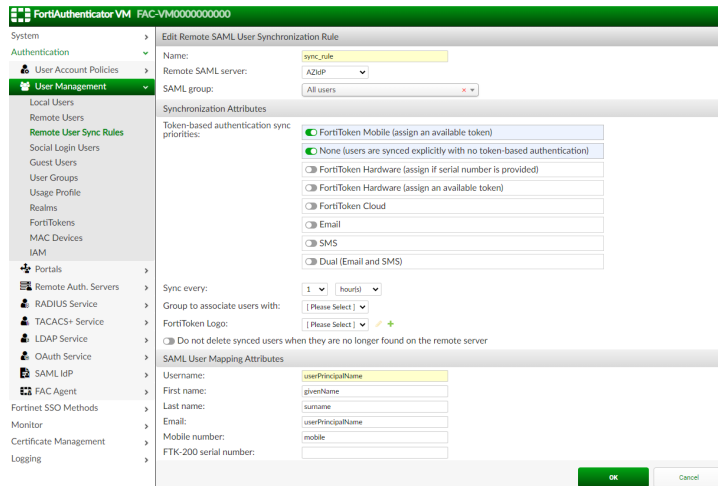 FortiAuthenticator VM FAC-VM0000000000
System
Authentication
User Account Policies
User Management
Local Users
Remote Users
Remote User Sync Rules
Social Login Users
Guest Users
User Groups
Usage Profile
Realms
FortiTokens
MAC Devices
IAM
Portals
Remote Auth. Servers
RADIUS Service
TACACS+ Service
LDAP Service
OAuth Service
SAML IdP
FAC Agent
Fortinet SSO Methods
Monitor
Certificate Management
Logging
Edit Remote SAML User Synchronization Rule
Name: sync_rule
Remote SAML server: AZIdP
SAML group: All users
Synchronization Attributes
Token-based authentication sync
priorities:
FortiToken Mobile (assign an available token)
None (users are synced explicitly with no token-based authentication)
FortiToken Hardware (assign if serial number is provided)
FortiToken Hardware (assign an available token)
FortiToken Cloud
Email
SMS
Dual (Email and SMS)
Sync every: 1 hour(s)
Group to associate users with: [ Please Select ]
FortiToken Logo: [ Please Select ]
Do not delete synced users when they are no longer found on the remote server
SAML User Mapping Attributes
Username: userPrincipalName
First name: givenName
Last name: surname
Email: userPrincipalName
Mobile number: mobile
FTK-200 serial number:
OK Cancel